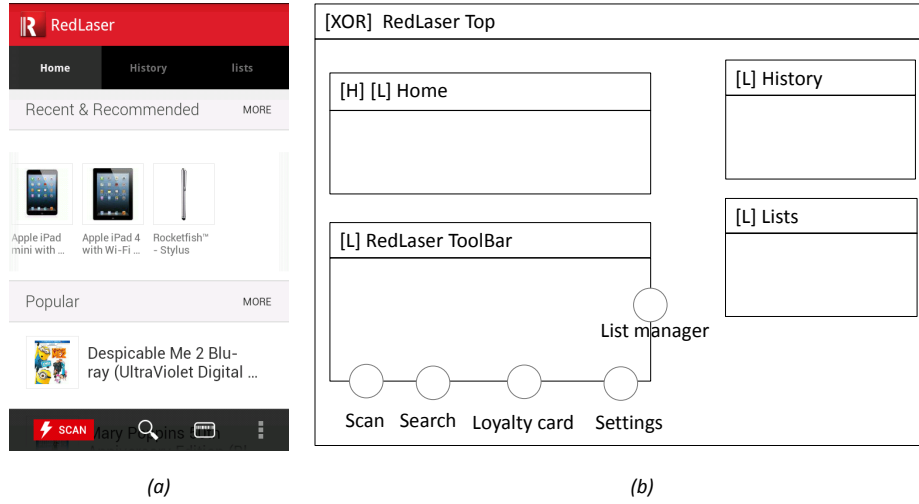 RedLaser
Home History lists
Recent & Recommended MORE
Apple iPad Apple iPad 4 Rocketfish™
mini with ... with Wi-Fi ... - Stylus
Popular MORE
Despicable Me 2 Blu-
ray (UltraViolet Digital ...
SCAN
Mary Poppins 50th
(a)
[XOR] RedLaser Top
[H] [L] Home
[L] History
[L] RedLaser ToolBar
[L] Lists
List manager
Scan Search Loyalty card Settings
(b)